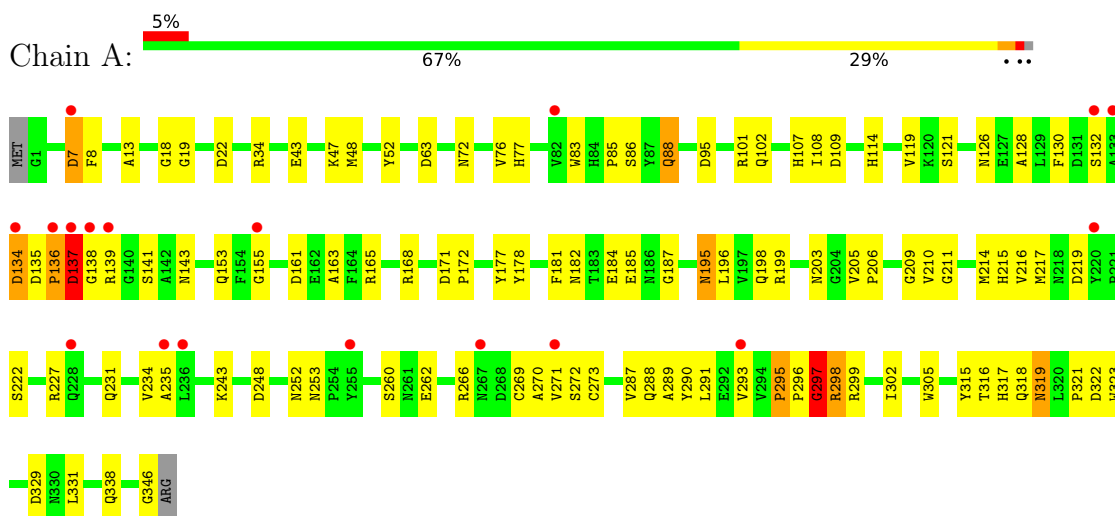 5%
Chain A:
67% 29% • ••
MET G1 D7 F8 A13 G18 G19 D22 R34 E43 K47 M48 Y52 D63 N72 V76 H77 V82 W83 H84 P85 S86 Y87 Q88 D95 R101 Q102 H107 I108 D109 H114 V119 K120 S121 N126 E127 A128 L129 F130 D131 S132 A133
D134 D135 P136 D137 G138 R139 G140 S141 A142 N143 Q153 F154 G155 D161 E162 A163 F164 R165 R168 D171 P172 Y177 Y178 F181 N182 T183 E184 E185 N186 G187 N195 L196 V197 Q198 R199 N203 G204 V205 P206 G209 V210 G211 M214 H215 V216 M217 N218 D219 Y220
S222 R227 Q228 Q231 V234 A235 L236 K243 D248 N252 N253 P254 Y255 S260 N261 E262 R266 N267 D268 C269 A270 V271 S272 C273 V287 Q288 A289 Y290 L291 E292 V293 V294 P295 P296 G297 R298 R299 I302 W305 Y315 T316 H317 Q318 N319 L320 P321 D322
D329 N330 L331 Q338 G346 ARG